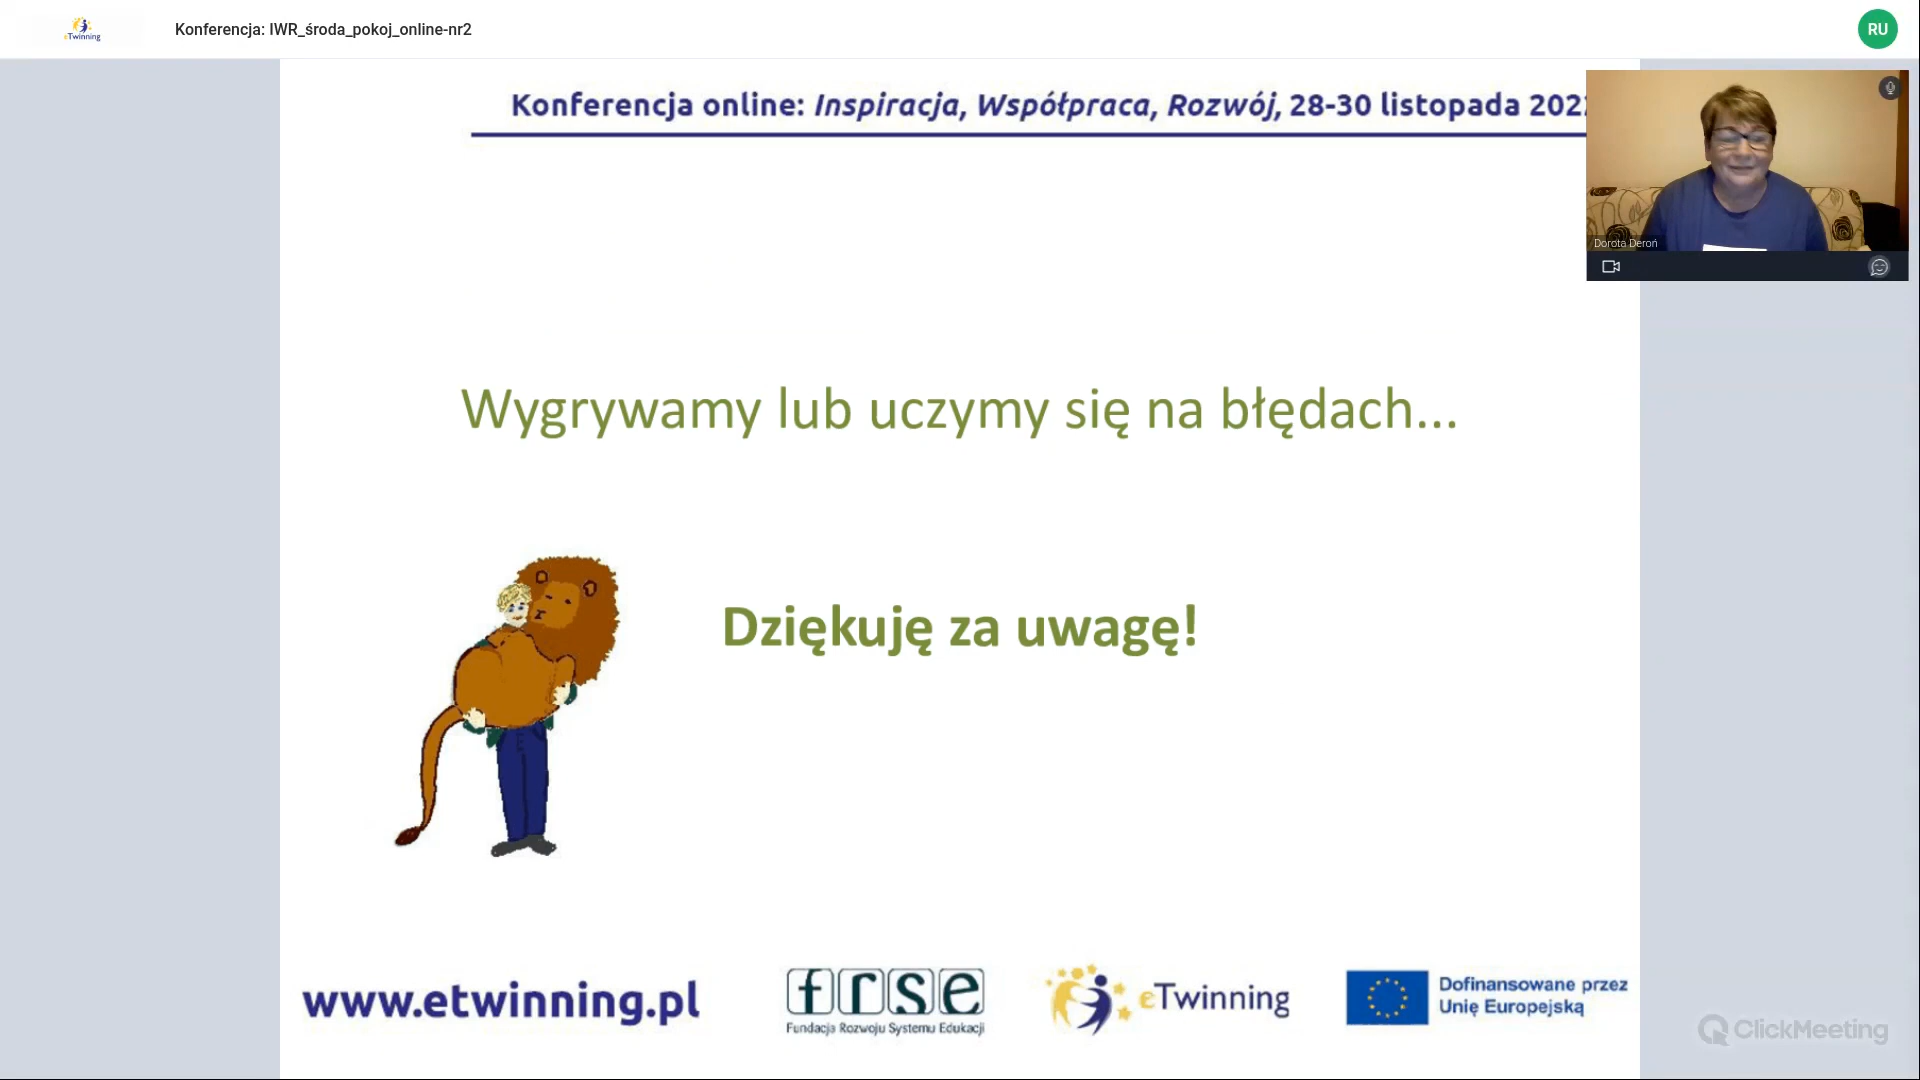 eTwinning
Konferencja: IWR_środa_pokoj_online-nr2
RU
Konferencja online: Inspiracja, Współpraca, Rozwój, 28-30 listopada
Dorota Deroń
Wygrywamy lub uczymy się na błędach...
Dziękuję za uwagę!
www.etwinning.pl
frse
Fundacja Rozwoju Systemu Edukacji
eTwinning
Dofinansowane przez
Unię Europejską
ClickMeeting